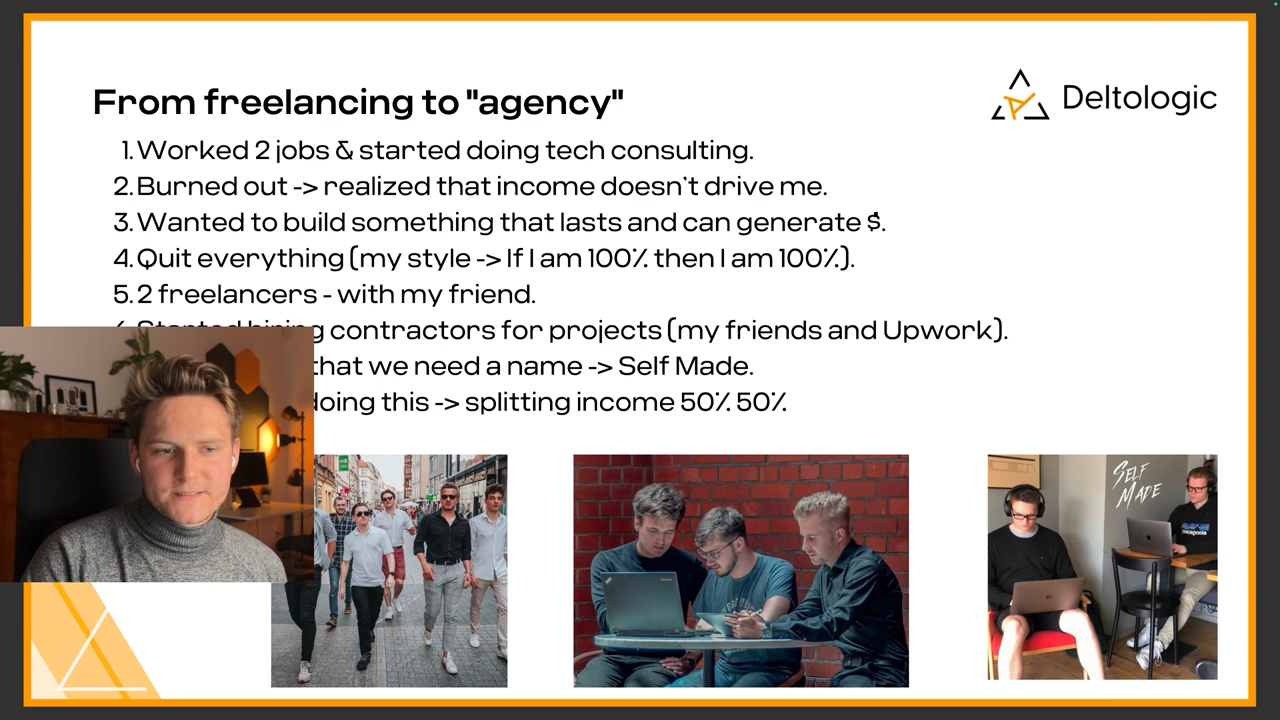 From freelancing to "agency"
Deltologic
1. Worked 2 jobs & started doing tech consulting.
2. Burned out -> realized that income doesn't drive me.
3. Wanted to build something that lasts and can generate $.
4. Quit everything (my style -> If I am 100% then I am 100%).
5. 2 freelancers - with my friend.
Started hiring contractors for projects (my friends and Upwork).
that we need a name -> Self Made.
doing this -> splitting income 50% 50%
SELF
MADE
patagonia